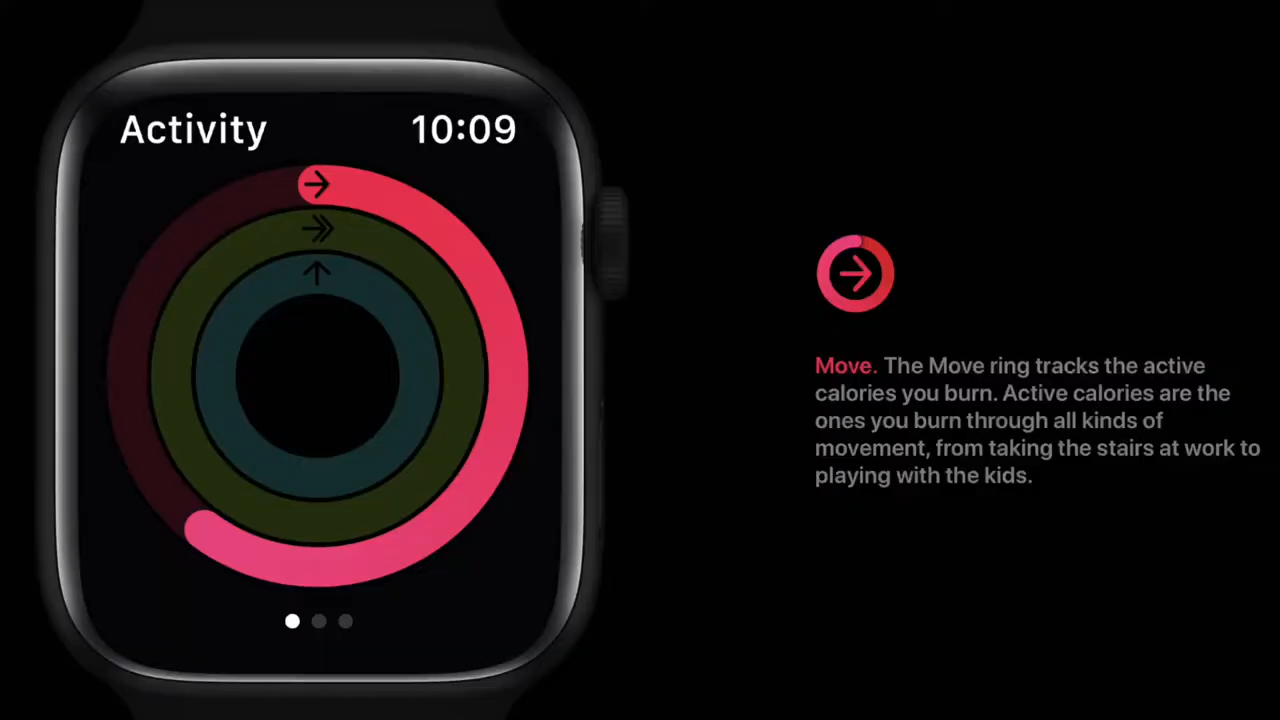 Activity 10:09
Move. The Move ring tracks the active
calories you burn. Active calories are the
ones you burn through all kinds of
movement, from taking the stairs at work to
playing with the kids.